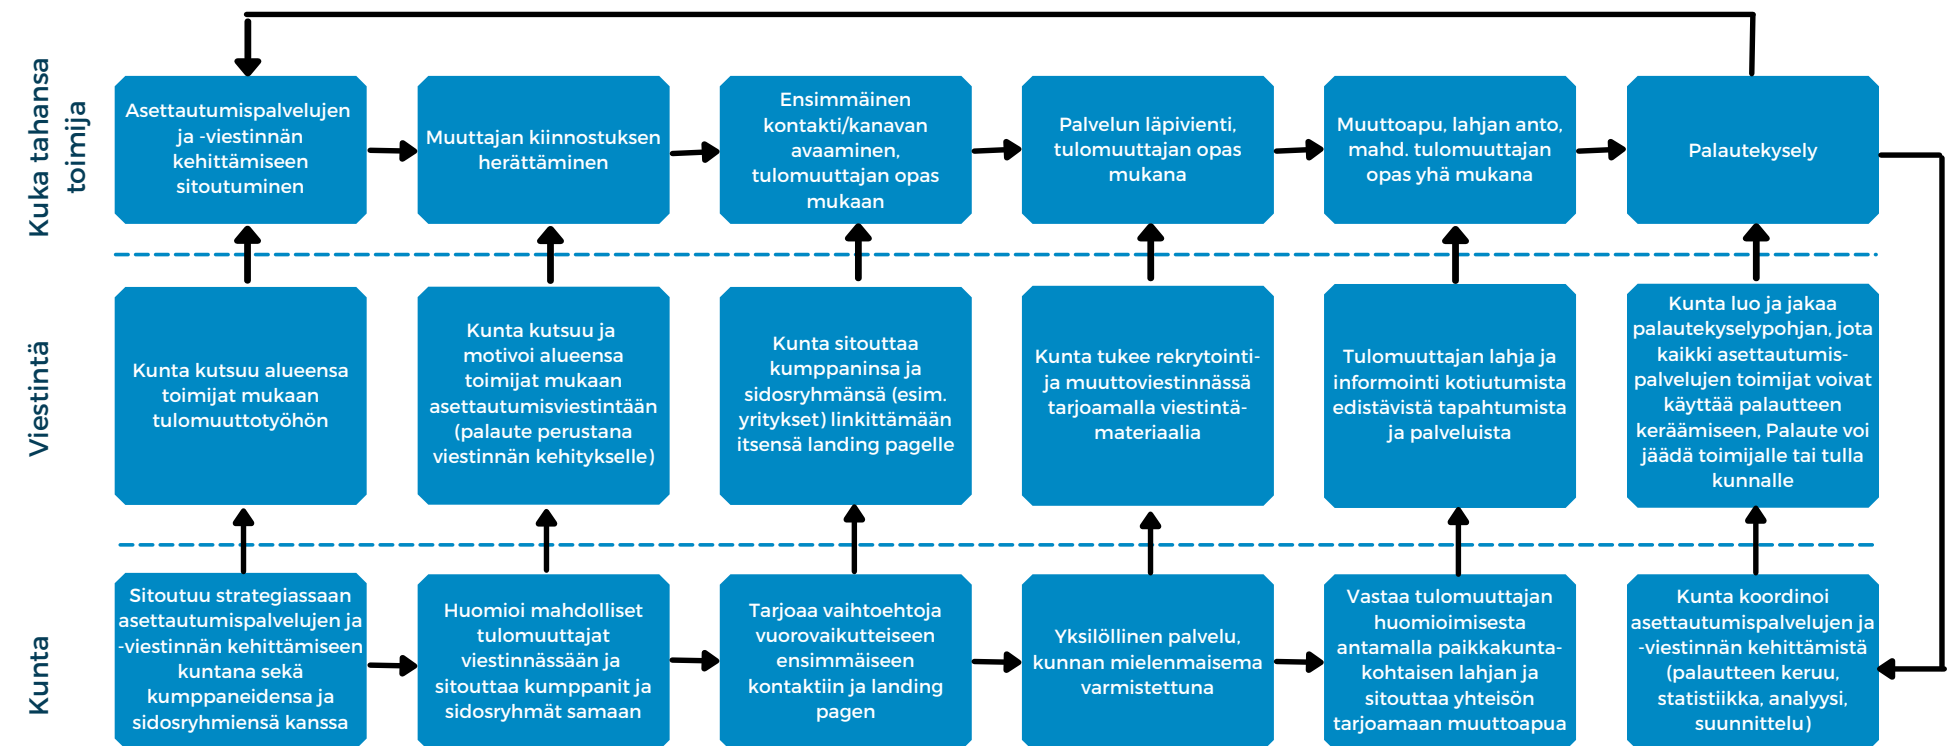 Kuka tahansa
toimija
Asettautumispalvelujen
ja -viestinnän
kehittämiseen
sitoutuminen
Muuttajan kiinnostuksen
herättäminen
Ensimmäinen
kontakti/kanavan
avaaminen,
tulomuuttajan opas
mukaan
Palvelun läpivienti,
tulomuuttajan opas
mukana
Muuttoapu, lahjan anto,
mahd. tulomuuttajan
opas yhä mukana
Palautekysely
Viestintä
Kunta kutsuu alueensa
toimijat mukaan
tulomuuttotyöhön
Kunta kutsuu ja
motivoi alueensa
toimijat mukaan
asettautumisviestintään
(palaute perustana
viestinnän kehitykselle)
Kunta sitouttaa
kumppaninsa ja
sidosryhmänsä (esim.
yritykset) linkittämään
itsensä landing pagelle
Kunta tukee rekrytointi-
ja muuttoviestinnässä
tarjoamalla viestintä-
materiaalia
Tulomuuttajan lahja ja
informointi kotiutumista
edistävistä tapahtumista
ja palveluista
Kunta luo ja jakaa
palautekyselypohjan, jota
kaikki asettautumis-
palvelujen toimijat voivat
käyttää palautteen
keräämiseen, Palaute voi
jäädä toimijalle tai tulla
kunnalle
Kunta
Sitoutuu strategiassaan
asettautumispalvelujen ja
-viestinnän kehittämiseen
kuntana sekä
kumppaneidensa ja
sidosryhmiensä kanssa
Huomioi mahdolliset
tulomuuttajat
viestinnässään ja
sitouttaa kumppanit ja
sidosryhmät samaan
Tarjoaa vaihtoehtoja
vuorovaikutteiseen
ensimmäiseen
kontaktiin ja landing
pagen
Yksilöllinen palvelu,
kunnan mielenmaisema
varmistettuna
Vastaa tulomuuttajan
huomioimisesta
antamalla paikkakunta-
kohtaisen lahjan ja
sitouttaa yhteisön
tarjoamaan muuttoapua
Kunta koordinoi
asettautumispalvelujen ja
-viestinnän kehittämistä
(palautteen keruu,
statistiikka, analyysi,
suunnittelu)